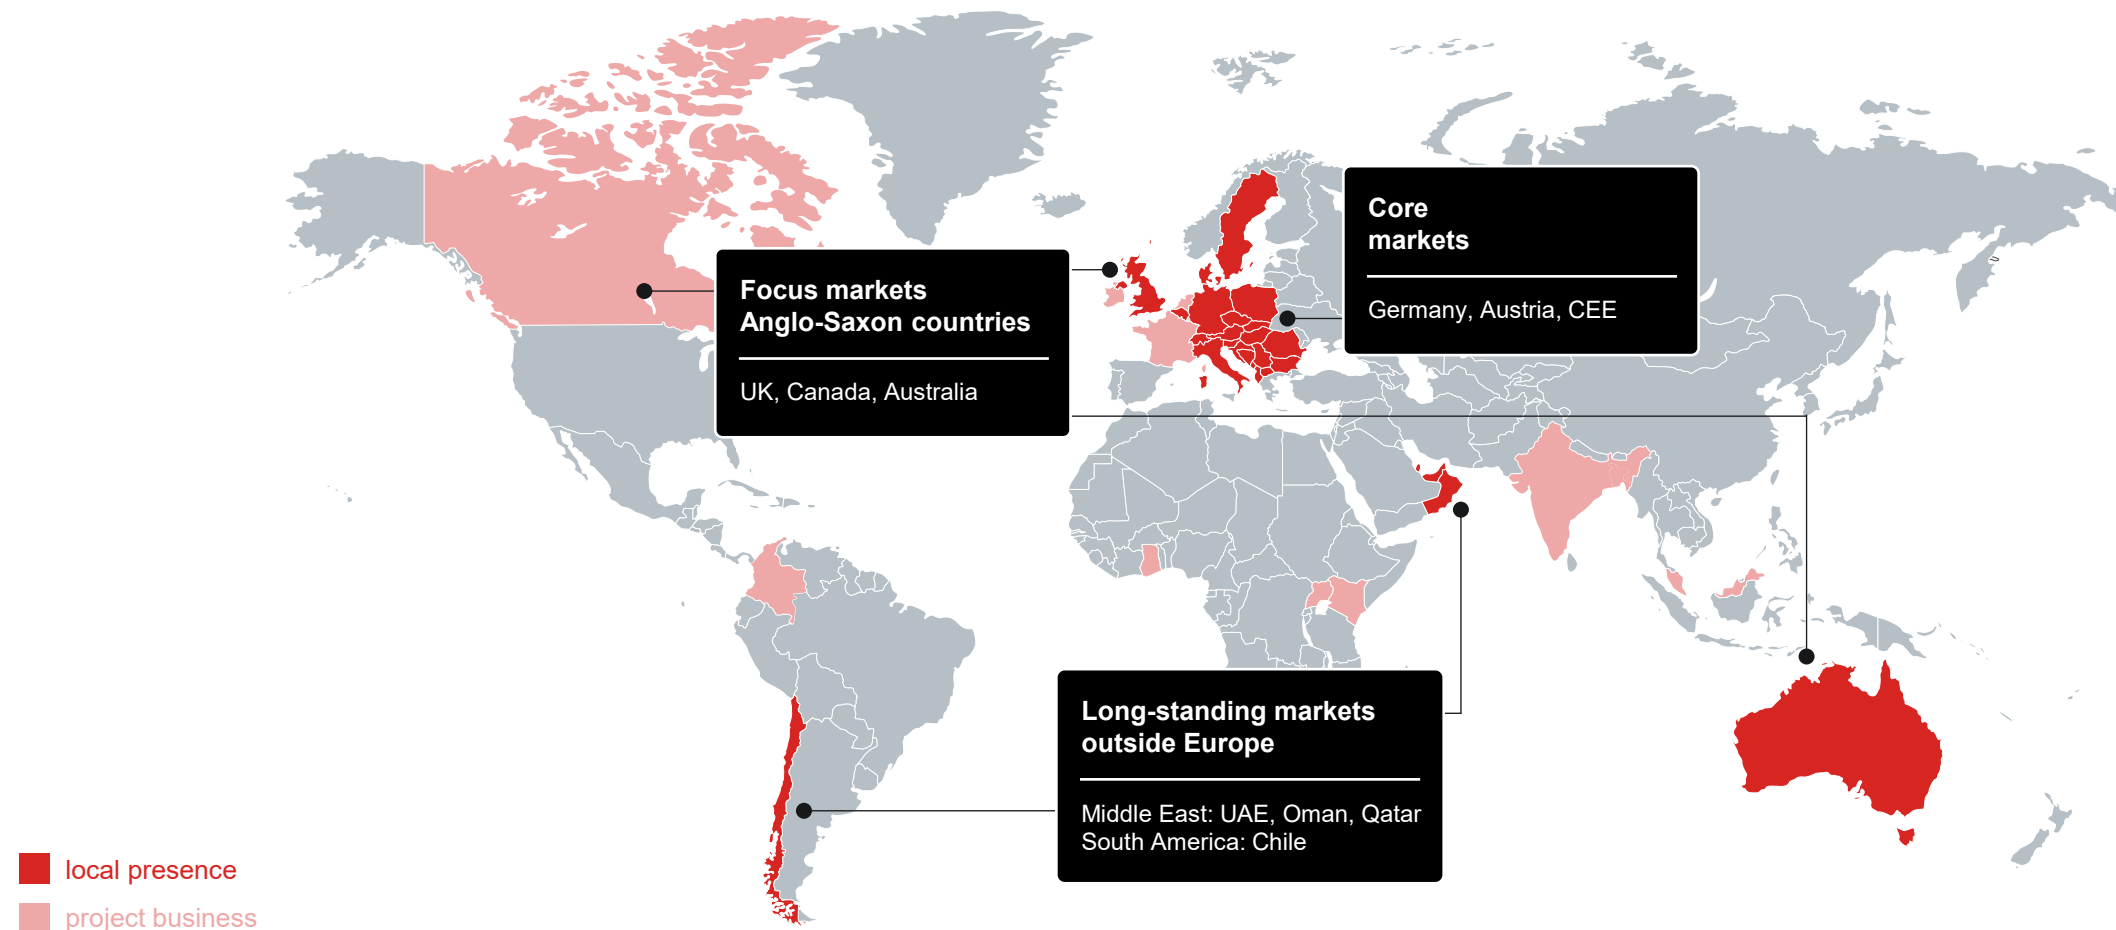 Core
markets
Germany, Austria, CEE
Focus markets
Anglo-Saxon countries
UK, Canada, Australia
Long-standing markets
outside Europe
Middle East: UAE, Oman, Qatar
South America: Chile
local presence
project business